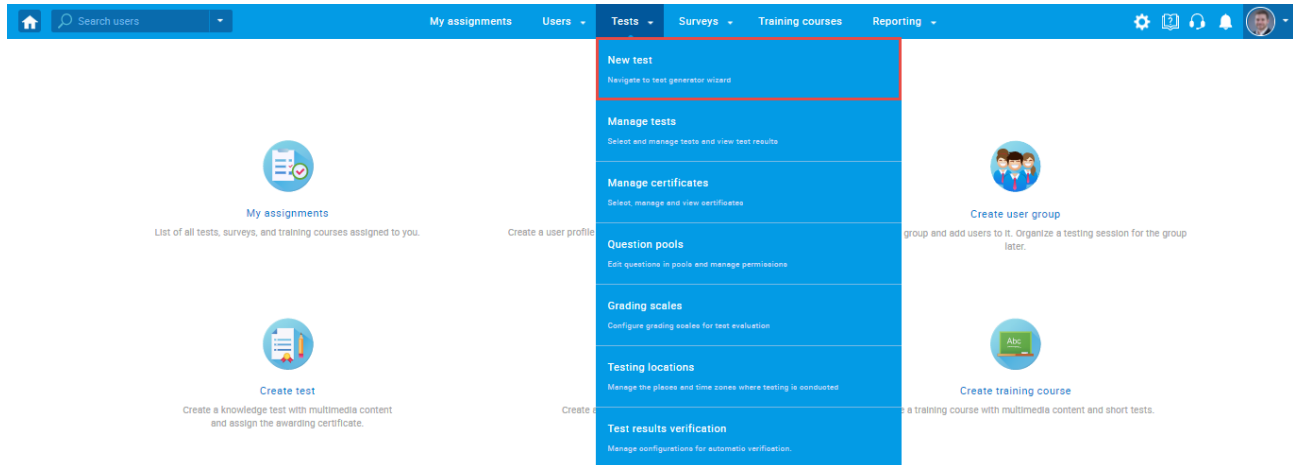 Search users
My assignments
Users
Tests
Surveys
Training courses
Reporting
New test
Navigate to test generator wizard
Manage tests
Select and manage tests and view test results
Manage certificates
Select, manage and view certificates
Question pools
Edit questions in pools and manage permissions
Grading scales
Configure grading scales for test evaluation
Testing locations
Manage the places and time zones where testing is conducted
Test results verification
Manage configurations for automatic verification.
My assignments
List of all tests, surveys, and training courses assigned to you.
Create a user profile
Create user group
group and add users to it. Organize a testing session for the group
later.
Create test
Create a knowledge test with multimedia content
and assign the awarding certificate.
Create
Abc
Create training course
a training course with multimedia content and short tests.